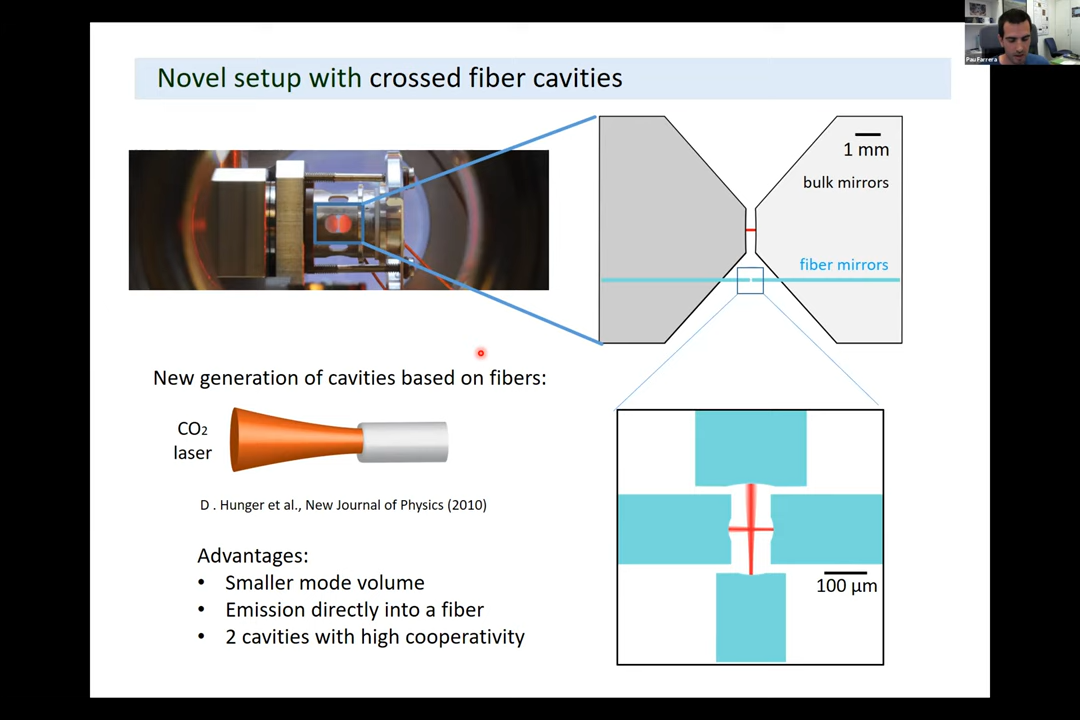 Novel setup with crossed fiber cavities
Pau Farrera
1 mm
bulk mirrors
fiber mirrors
New generation of cavities based on fibers:
CO₂
laser
D . Hunger et al., New Journal of Physics (2010)
Advantages:
• Smaller mode volume
• Emission directly into a fiber
• 2 cavities with high cooperativity
100 µm